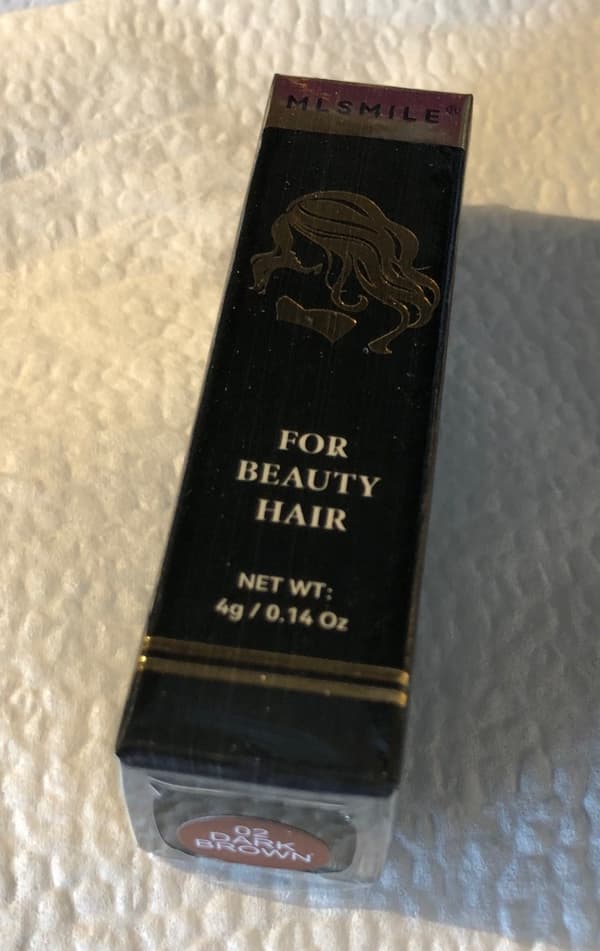 MLSMILE®
FOR
BEAUTY
HAIR
NET WT:
4g / 0.14 Oz
02
DARK
BROWN